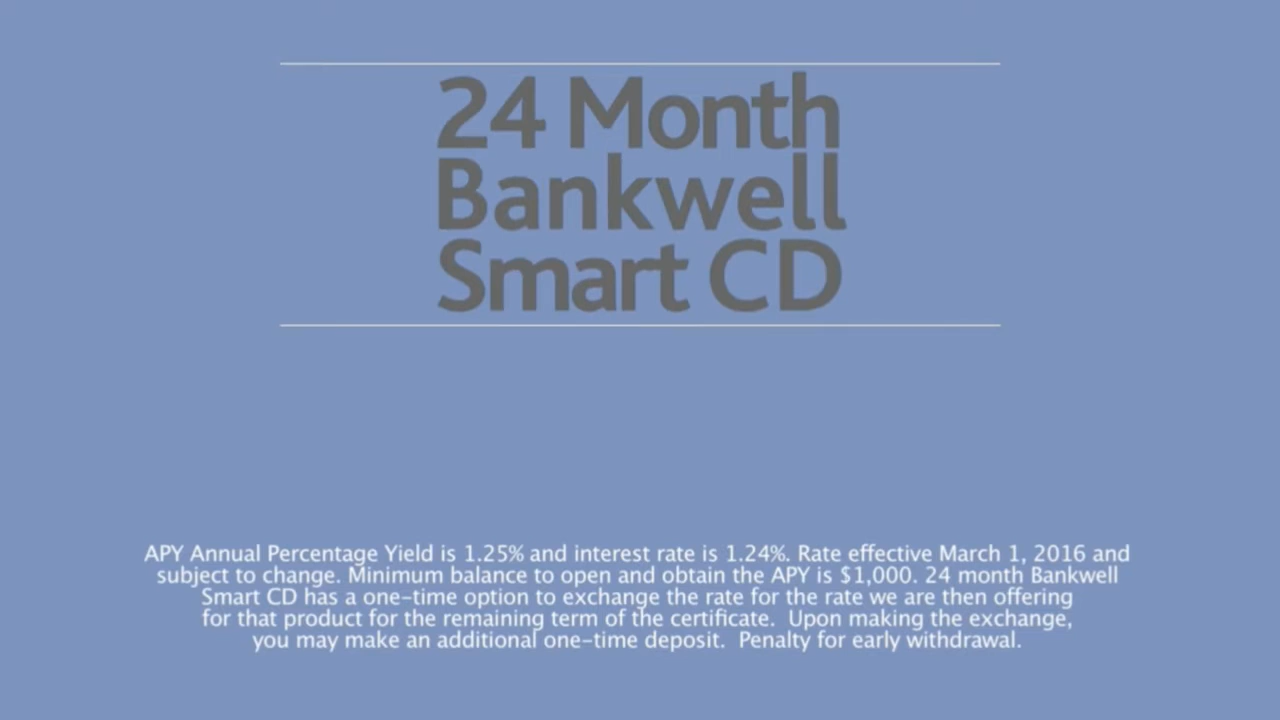 24 Month
Bankwell
Smart CD
APY Annual Percentage Yield is 1.25% and interest rate is 1.24%. Rate effective March 1, 2016 and
subject to change. Minimum balance to open and obtain the APY is $1,000. 24 month Bankwell
Smart CD has a one-time option to exchange the rate for the rate we are then offering
for that product for the remaining term of the certificate.  Upon making the exchange,
you may make an additional one-time deposit.  Penalty for early withdrawal.